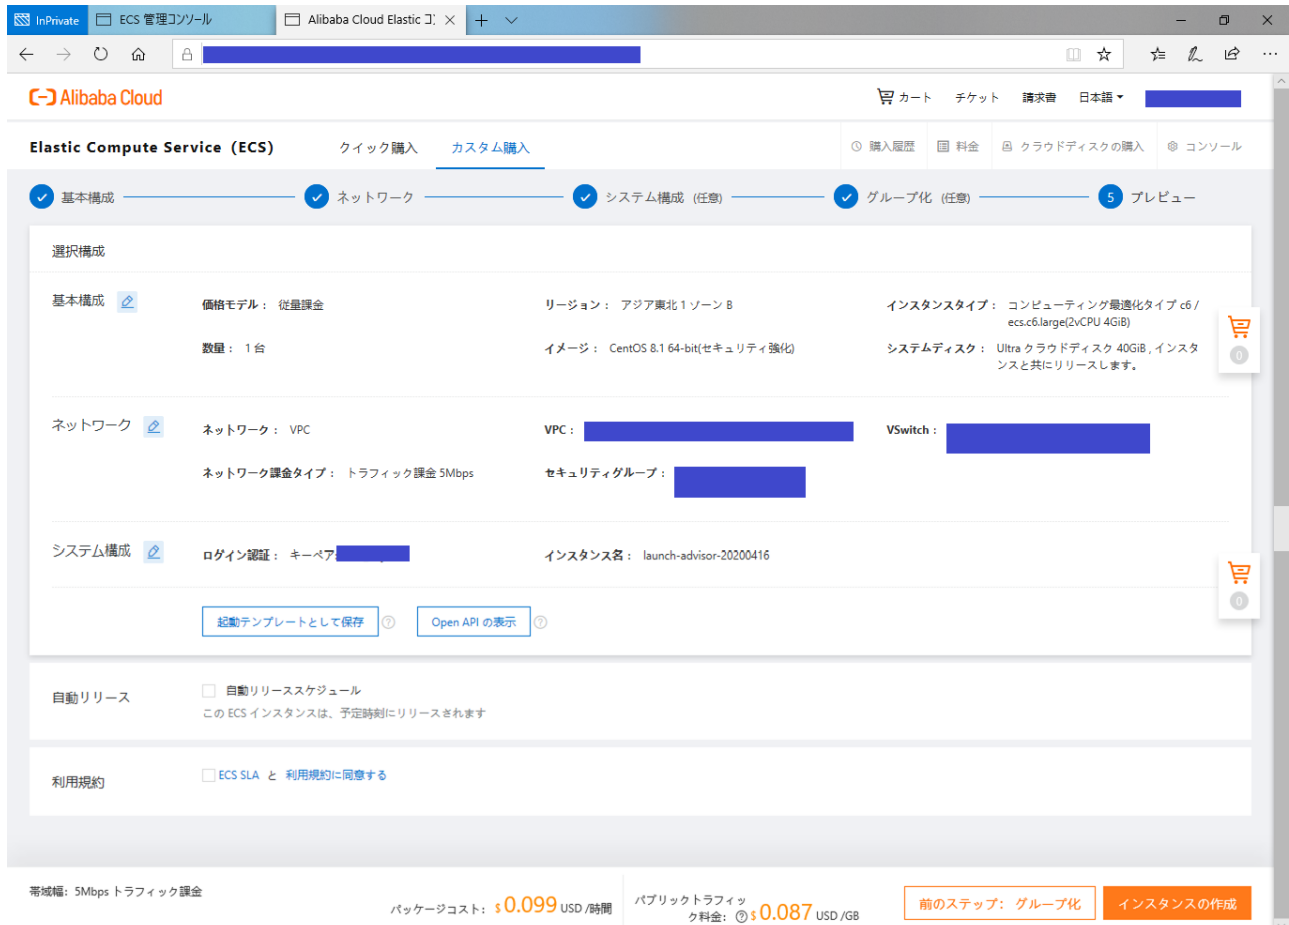 InPrivate
ECS 管理コンソール
Alibaba Cloud Elastic コ
Alibaba Cloud
カート
チケット
請求書
日本語
Elastic Compute Service (ECS)
クイック購入
カスタム購入
購入履歴
料金
クラウドディスクの購入
コンソール
基本構成
ネットワーク
システム構成 (任意)
グループ化 (任意)
5 プレビュー
選択構成
基本構成
価格モデル： 従量課金
リージョン： アジア東北 1 ゾーン B
インスタンスタイプ： コンピューティング最適化タイプ c6 /
ecs.c6.large(2vCPU 4GiB)
数量： 1 台
イメージ： CentOS 8.1 64-bit(セキュリティ強化)
システムディスク： Ultra クラウドディスク 40GiB , インスタ
ンスと共にリリースします。
0
ネットワーク
ネットワーク： VPC
VPC：
VSwitch：
ネットワーク課金タイプ： トラフィック課金 5Mbps
セキュリティグループ：
システム構成
ログイン認証： キーペア
インスタンス名： launch-advisor-20200416
0
起動テンプレートとして保存
Open API の表示
自動リリース
自動リリーススケジュール
この ECS インスタンスは、予定時刻にリリースされます
利用規約
ECS SLA と 利用規約に同意する
帯域幅: 5Mbps トラフィック課金
パッケージコスト: $ 0.099 USD /時間
パブリックトラフィッ
ク料金: $ 0.087 USD /GB
前のステップ： グループ化
インスタンスの作成